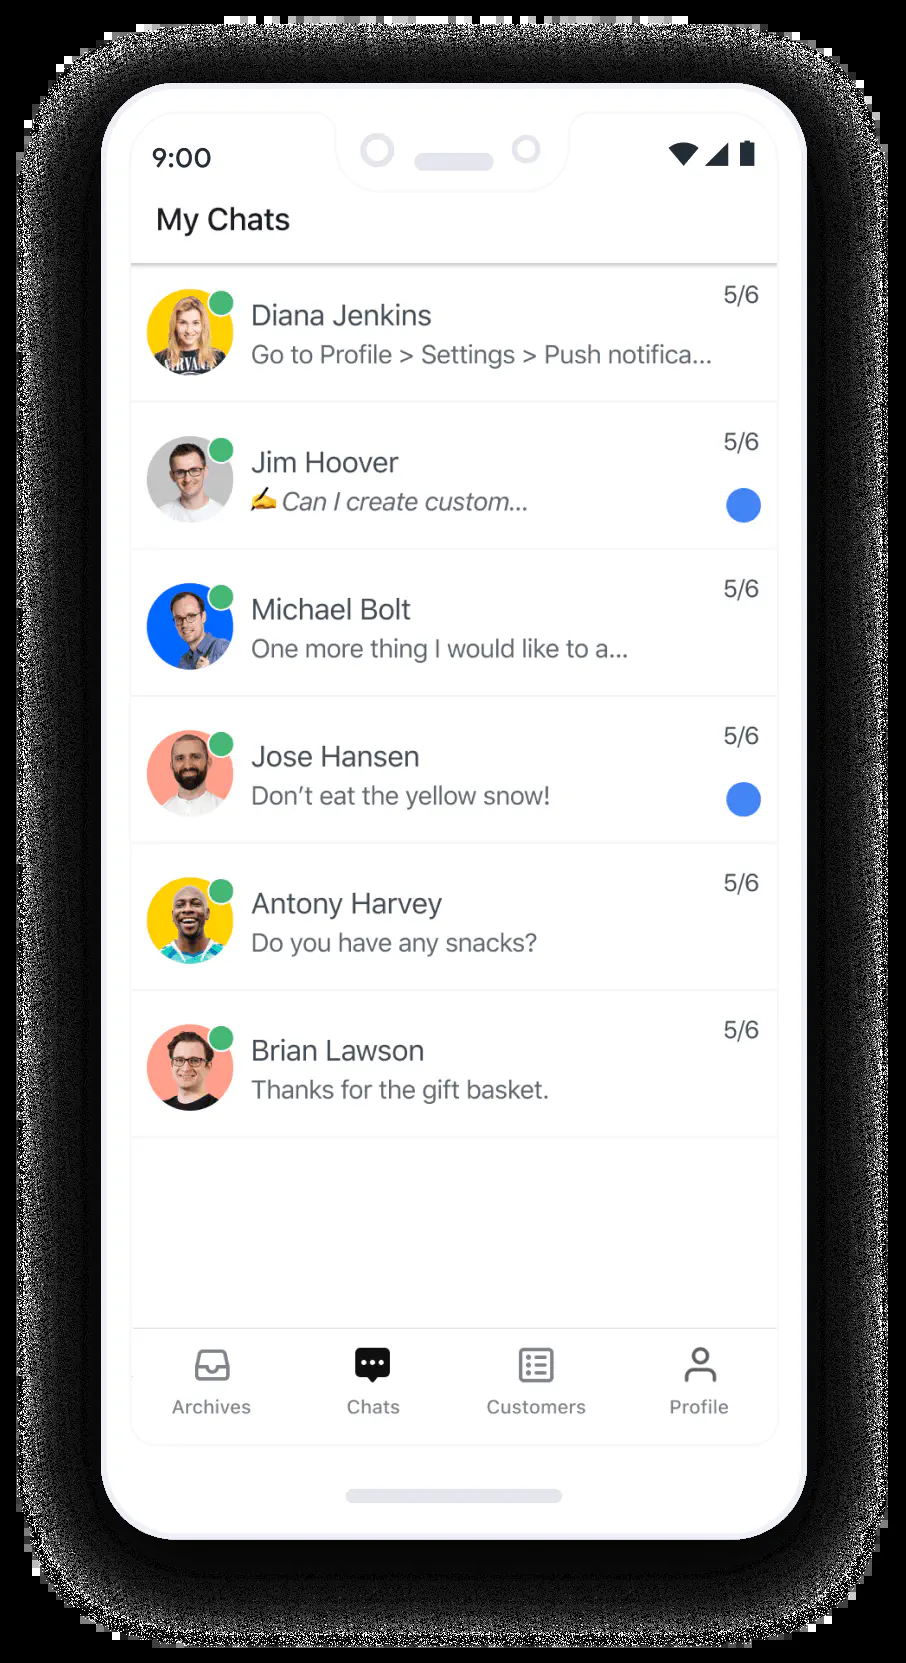 9:00
My Chats
5/6
Diana Jenkins
Go to Profile > Settings > Push notifica...
5/6
Jim Hoover
✍️ Can I create custom...
5/6
Michael Bolt
One more thing I would like to a...
5/6
Jose Hansen
Don’t eat the yellow snow!
5/6
Antony Harvey
Do you have any snacks?
5/6
Brian Lawson
Thanks for the gift basket.
Archives Chats Customers Profile